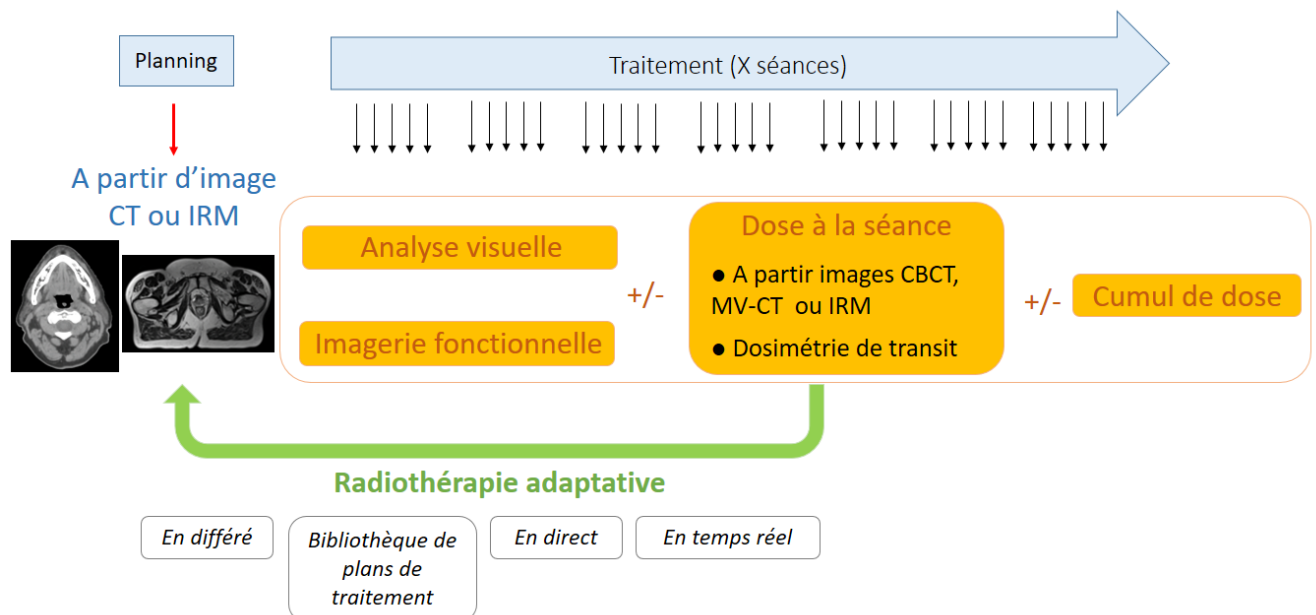 Planning
Traitement (X séances)
A partir d’image
CT ou IRM
Analyse visuelle
Imagerie fonctionnelle
+/-
Dose à la séance
● A partir images CBCT,
MV-CT ou IRM
● Dosimétrie de transit
+/-
Cumul de dose
Radiothérapie adaptative
En différé
Bibliothèque de
plans de
traitement
En direct
En temps réel